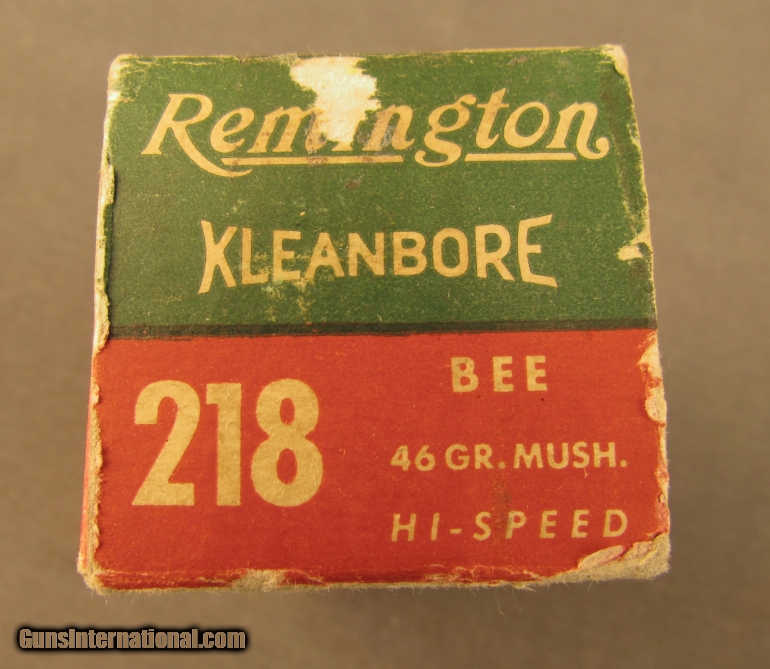 Remington
KLEANBORE
218
BEE
46 GR. MUSH.
HI-SPEED
GunsInternational.com